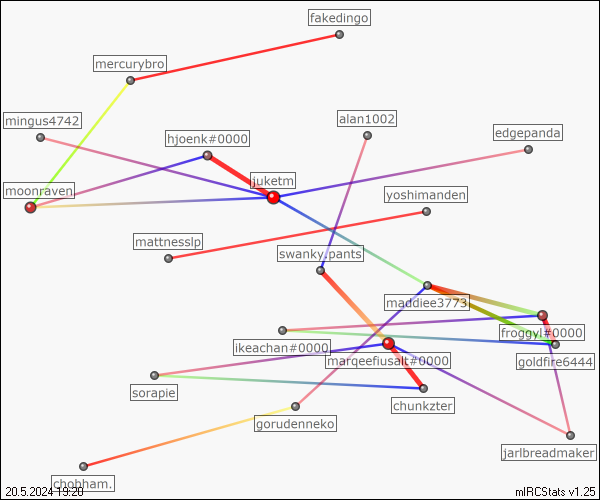 fakedingo
mercurybro
mingus4742
alan1002
hjoenk#0000
edgepanda
juketm
moonraven
yoshimanden
mattnesslp
swanky.pants
maddiee3773
froggyl#0000
ikeachan#0000
marqeefiusalt#0000
goldfire6444
sorapie
chunkzter
gorudenneko
jarlbreadmaker
chobham.
20.5.2024 19:20
mIRCStats v1.25